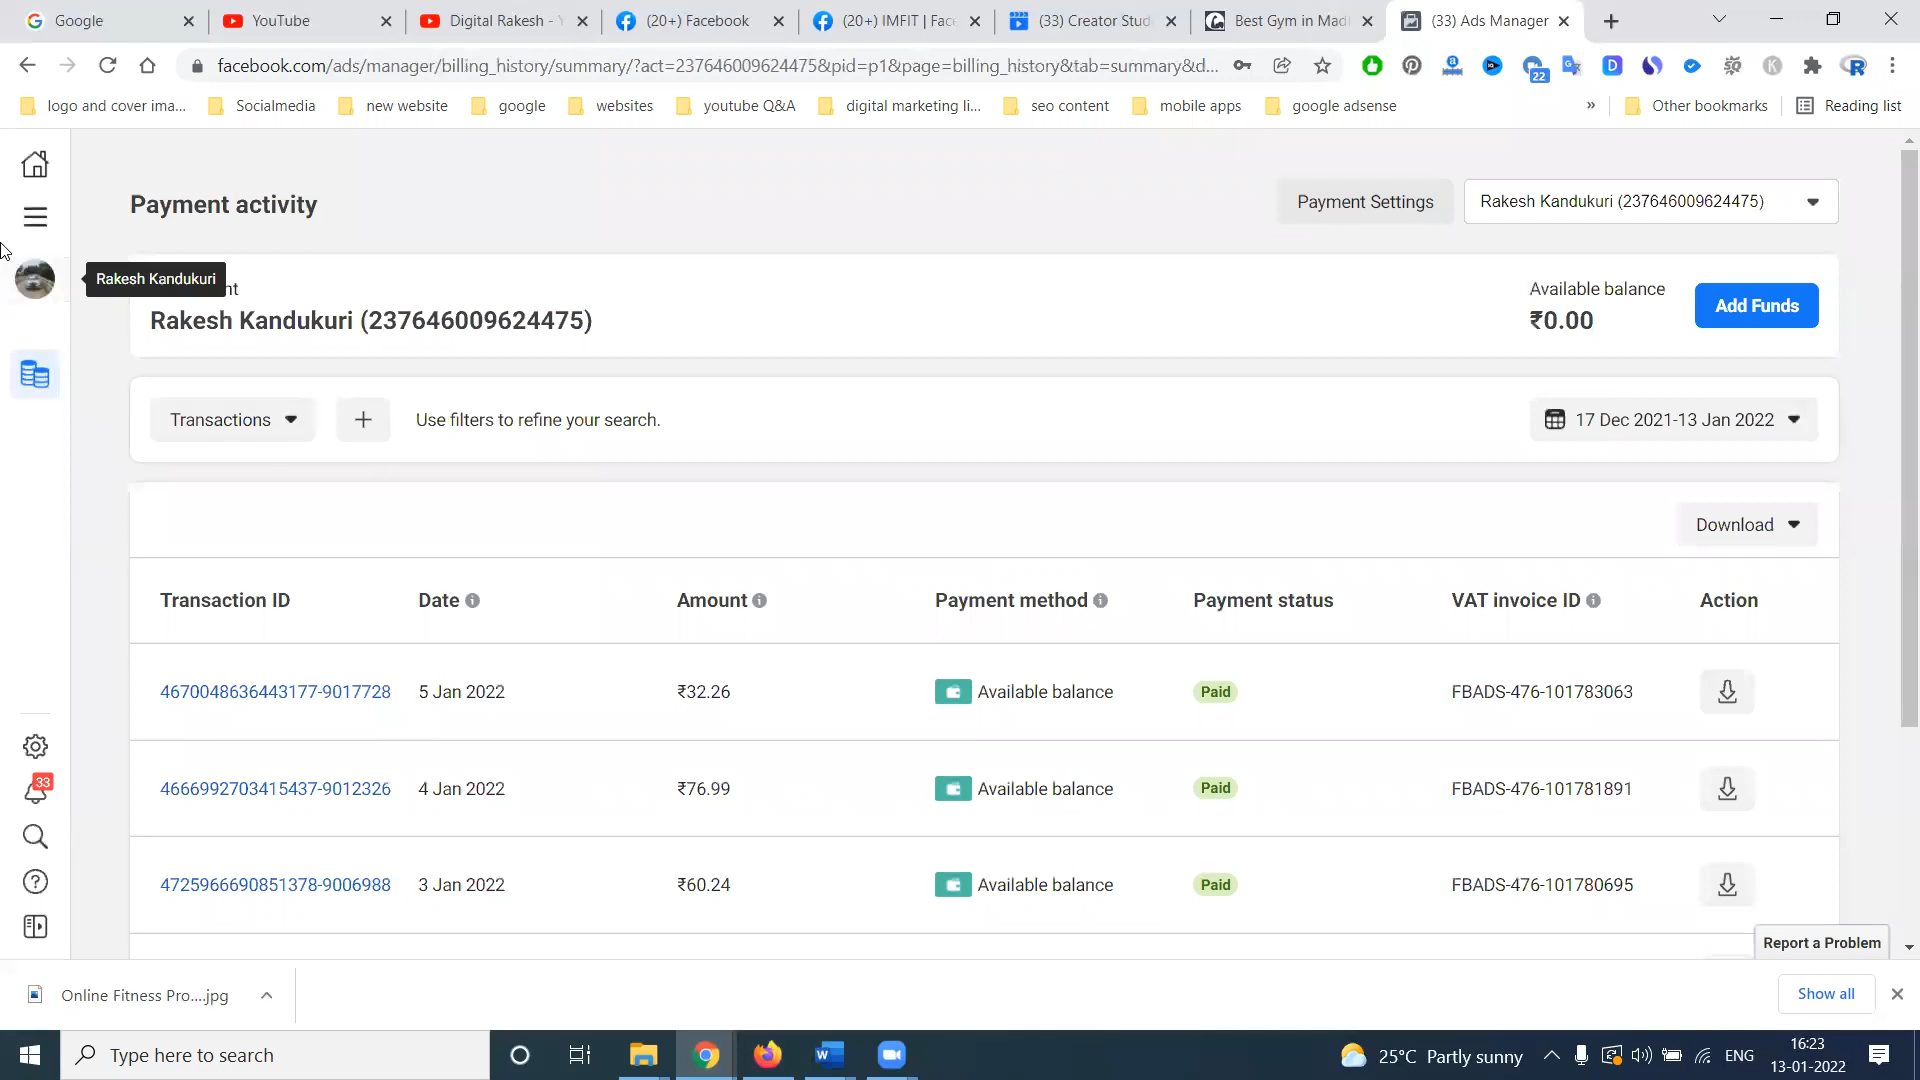 Google
YouTube
Digital Rakesh - Y
(20+) Facebook
(20+) IMFIT | Face
(33) Creator Stud
Best Gym in Madh
(33) Ads Manager
facebook.com/ads/manager/billing_history/summary/?act=237646009624475&pid=p1&page=billing_history&tab=summary&d...
22
logo and cover ima...
Socialmedia
new website
google
websites
youtube Q&A
digital marketing li...
seo content
mobile apps
google adsense
»
Other bookmarks
Reading list
Payment activity
Payment Settings
Rakesh Kandukuri (237646009624475)
Rakesh Kandukuri
nt
Rakesh Kandukuri (237646009624475)
Available balance
₹0.00
Add Funds
Transactions
Use filters to refine your search.
17 Dec 2021-13 Jan 2022
Download
Transaction ID Date Amount Payment method Payment status VAT invoice ID Action
4670048636443177-9017728 5 Jan 2022 ₹32.26 Available balance Paid FBADS-476-101783063
4666992703415437-9012326 4 Jan 2022 ₹76.99 Available balance Paid FBADS-476-101781891
4725966690851378-9006988 3 Jan 2022 ₹60.24 Available balance Paid FBADS-476-101780695
33
Report a Problem
Online Fitness Pro....jpg
Show all
Type here to search
25°C Partly sunny
ENG
16:23
13-01-2022